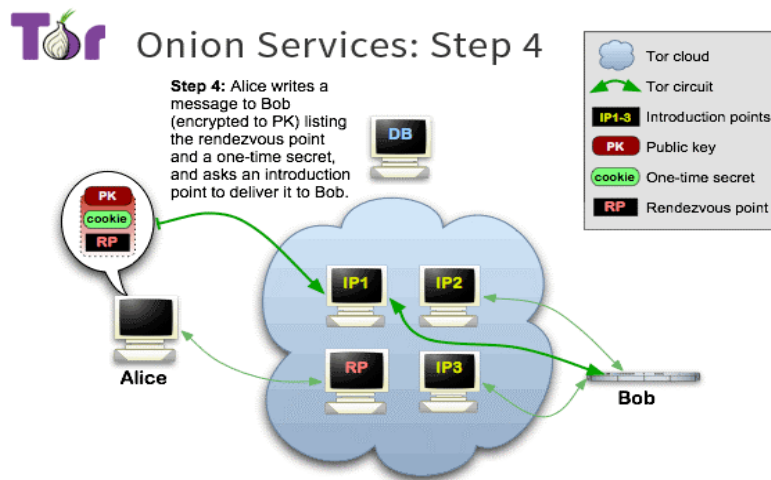 Tor
Onion Services: Step 4
Step 4: Alice writes a
message to Bob
(encrypted to PK) listing
the rendezvous point
and a one-time secret,
and asks an introduction
point to deliver it to Bob.
DB
Tor cloud
Tor circuit
IP1-3 Introduction points
PK Public key
cookie One-time secret
RP Rendezvous point
PK
cookie
RP
IP1
IP2
Alice
RP
IP3
Bob